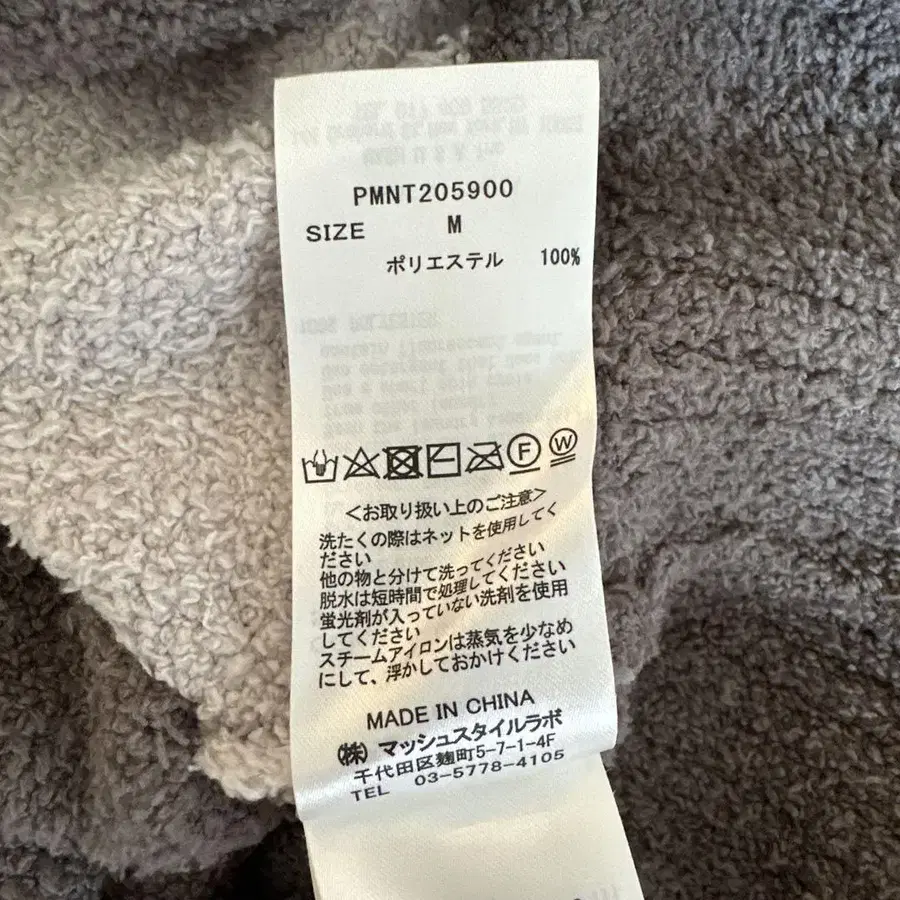 PMNT205900
SIZE M
ポリエステル 100%
F W
<お取り扱い上のご注意>
洗たくの際はネットを使用してく
ださい
他の物と分けて洗ってください
脱水は短時間で処理してください
蛍光剤が入っていない洗剤を使用
してください
スチームアイロンは蒸気を少なめ
にして、浮かしておかけください
MADE IN CHINA
(株) マッシュスタイルラボ
千代田区麹町5-7-1-4F
TEL 03-5778-4105